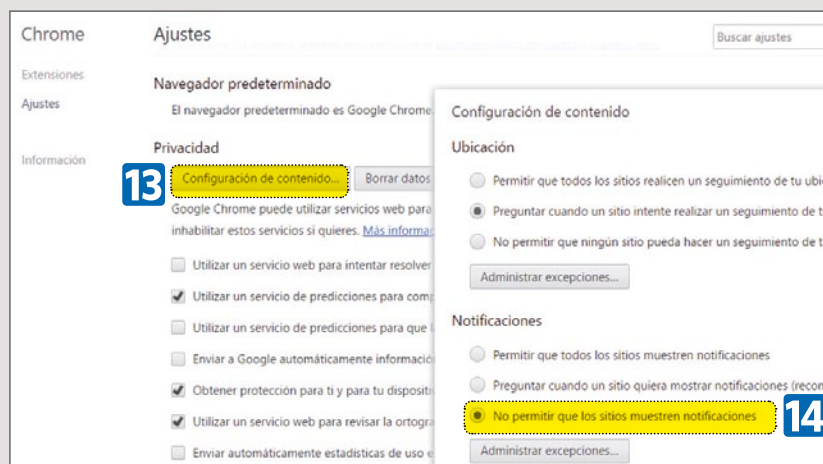 Chrome
Extensiones
Ajustes
Información
Ajustes
Buscar ajustes
Navegador predeterminado
El navegador predeterminado es Google Chrome.
Privacidad
13
Configuración de contenido...
Borrar datos
Google Chrome puede utilizar servicios web para
inhabilitar estos servicios si quieres. Más
Utilizar un servicio web para intentar resolver
Utilizar un servicio de predicciones para
Utilizar un servicio de predicciones para que
Enviar a Google automáticamente
Obtener protección para ti y para tu
Utilizar un servicio web para revisar la
Enviar automáticamente estadísticas de uso
Configuración de contenido
Ubicación
Permitir que todos los sitios realicen un seguimiento de tu
Preguntar cuando un sitio intente realizar un seguimiento de
No permitir que ningún sitio pueda hacer un seguimiento de
Administrar excepciones...
Notificaciones
Permitir que todos los sitios muestren notificaciones
Preguntar cuando un sitio quiera mostrar notificaciones
No permitir que los sitios muestren notificaciones
14
Administrar excepciones...